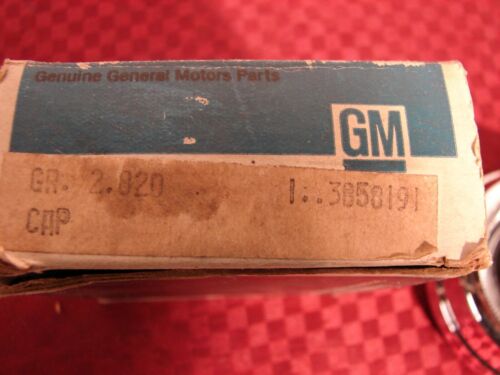 Genuine General Motors Parts
GM
GR. 2.820 1..3858191
CAP